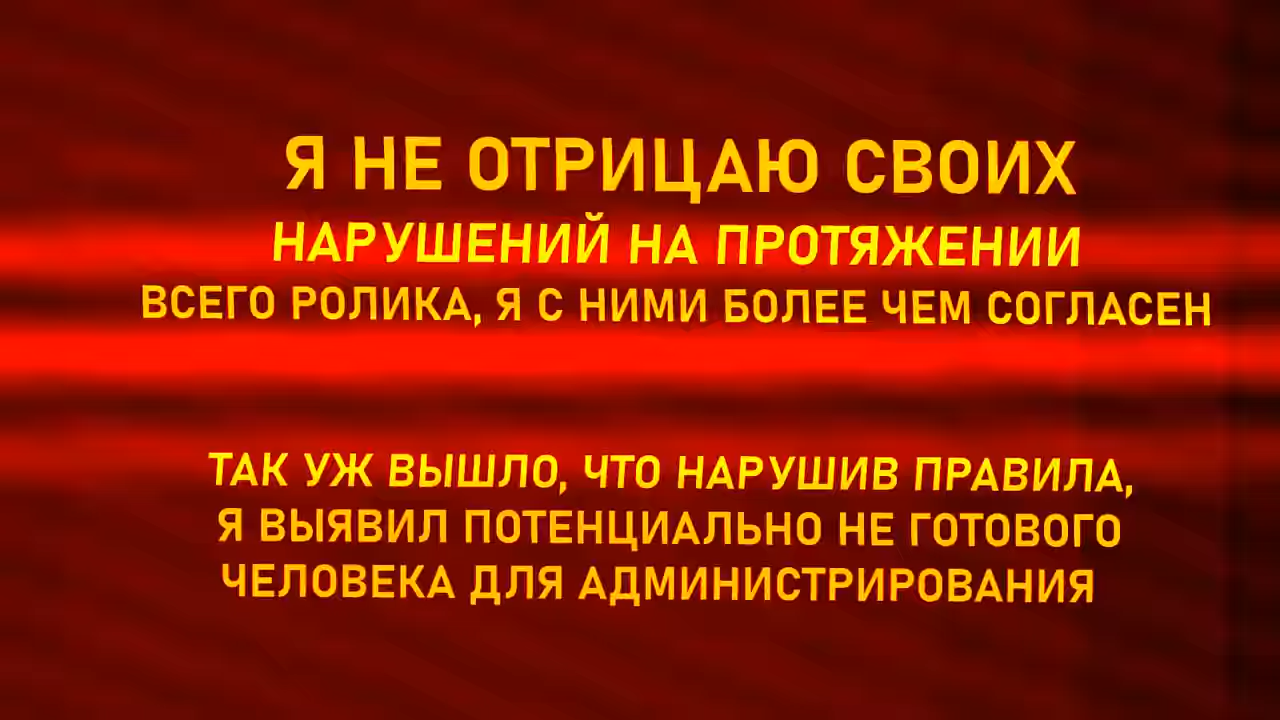 Я НЕ ОТРИЦАЮ СВОИХ
НАРУШЕНИЙ НА ПРОТЯЖЕНИИ
ВСЕГО РОЛИКА, Я С НИМИ БОЛЕЕ ЧЕМ СОГЛАСЕН
ТАК УЖ ВЫШЛО, ЧТО НАРУШИВ ПРАВИЛА,
Я ВЫЯВИЛ ПОТЕНЦИАЛЬНО НЕ ГОТОВОГО
ЧЕЛОВЕКА ДЛЯ АДМИНИСТРИРОВАНИЯ